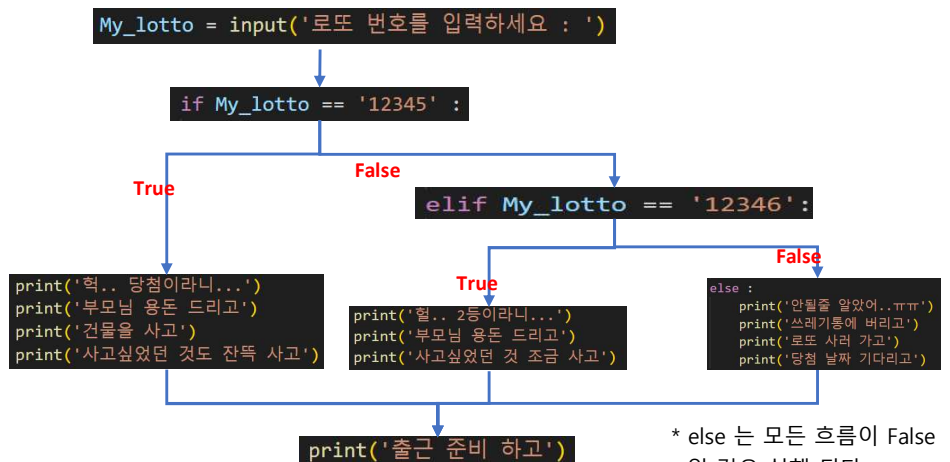 My_lotto = input('로또 번호를 입력하세요 : ')
if My_lotto == '12345' :
True
False
elif My_lotto == '12346':
True
False
print('헉.. 당첨이라니...')
print('부모님 용돈 드리고')
print('건물을 사고')
print('사고싶었던 것도 잔뜩 사고')
print('헐.. 2등이라니...')
print('부모님 용돈 드리고')
print('사고싶었던 것 조금 사고')
else :
print('안될줄 알았어..ㅠㅠ')
print('쓰레기통에 버리고')
print('로또 사러 가고')
print('당첨 날짜 기다리고')
print('출근 준비 하고')
* else 는 모든 흐름이 False